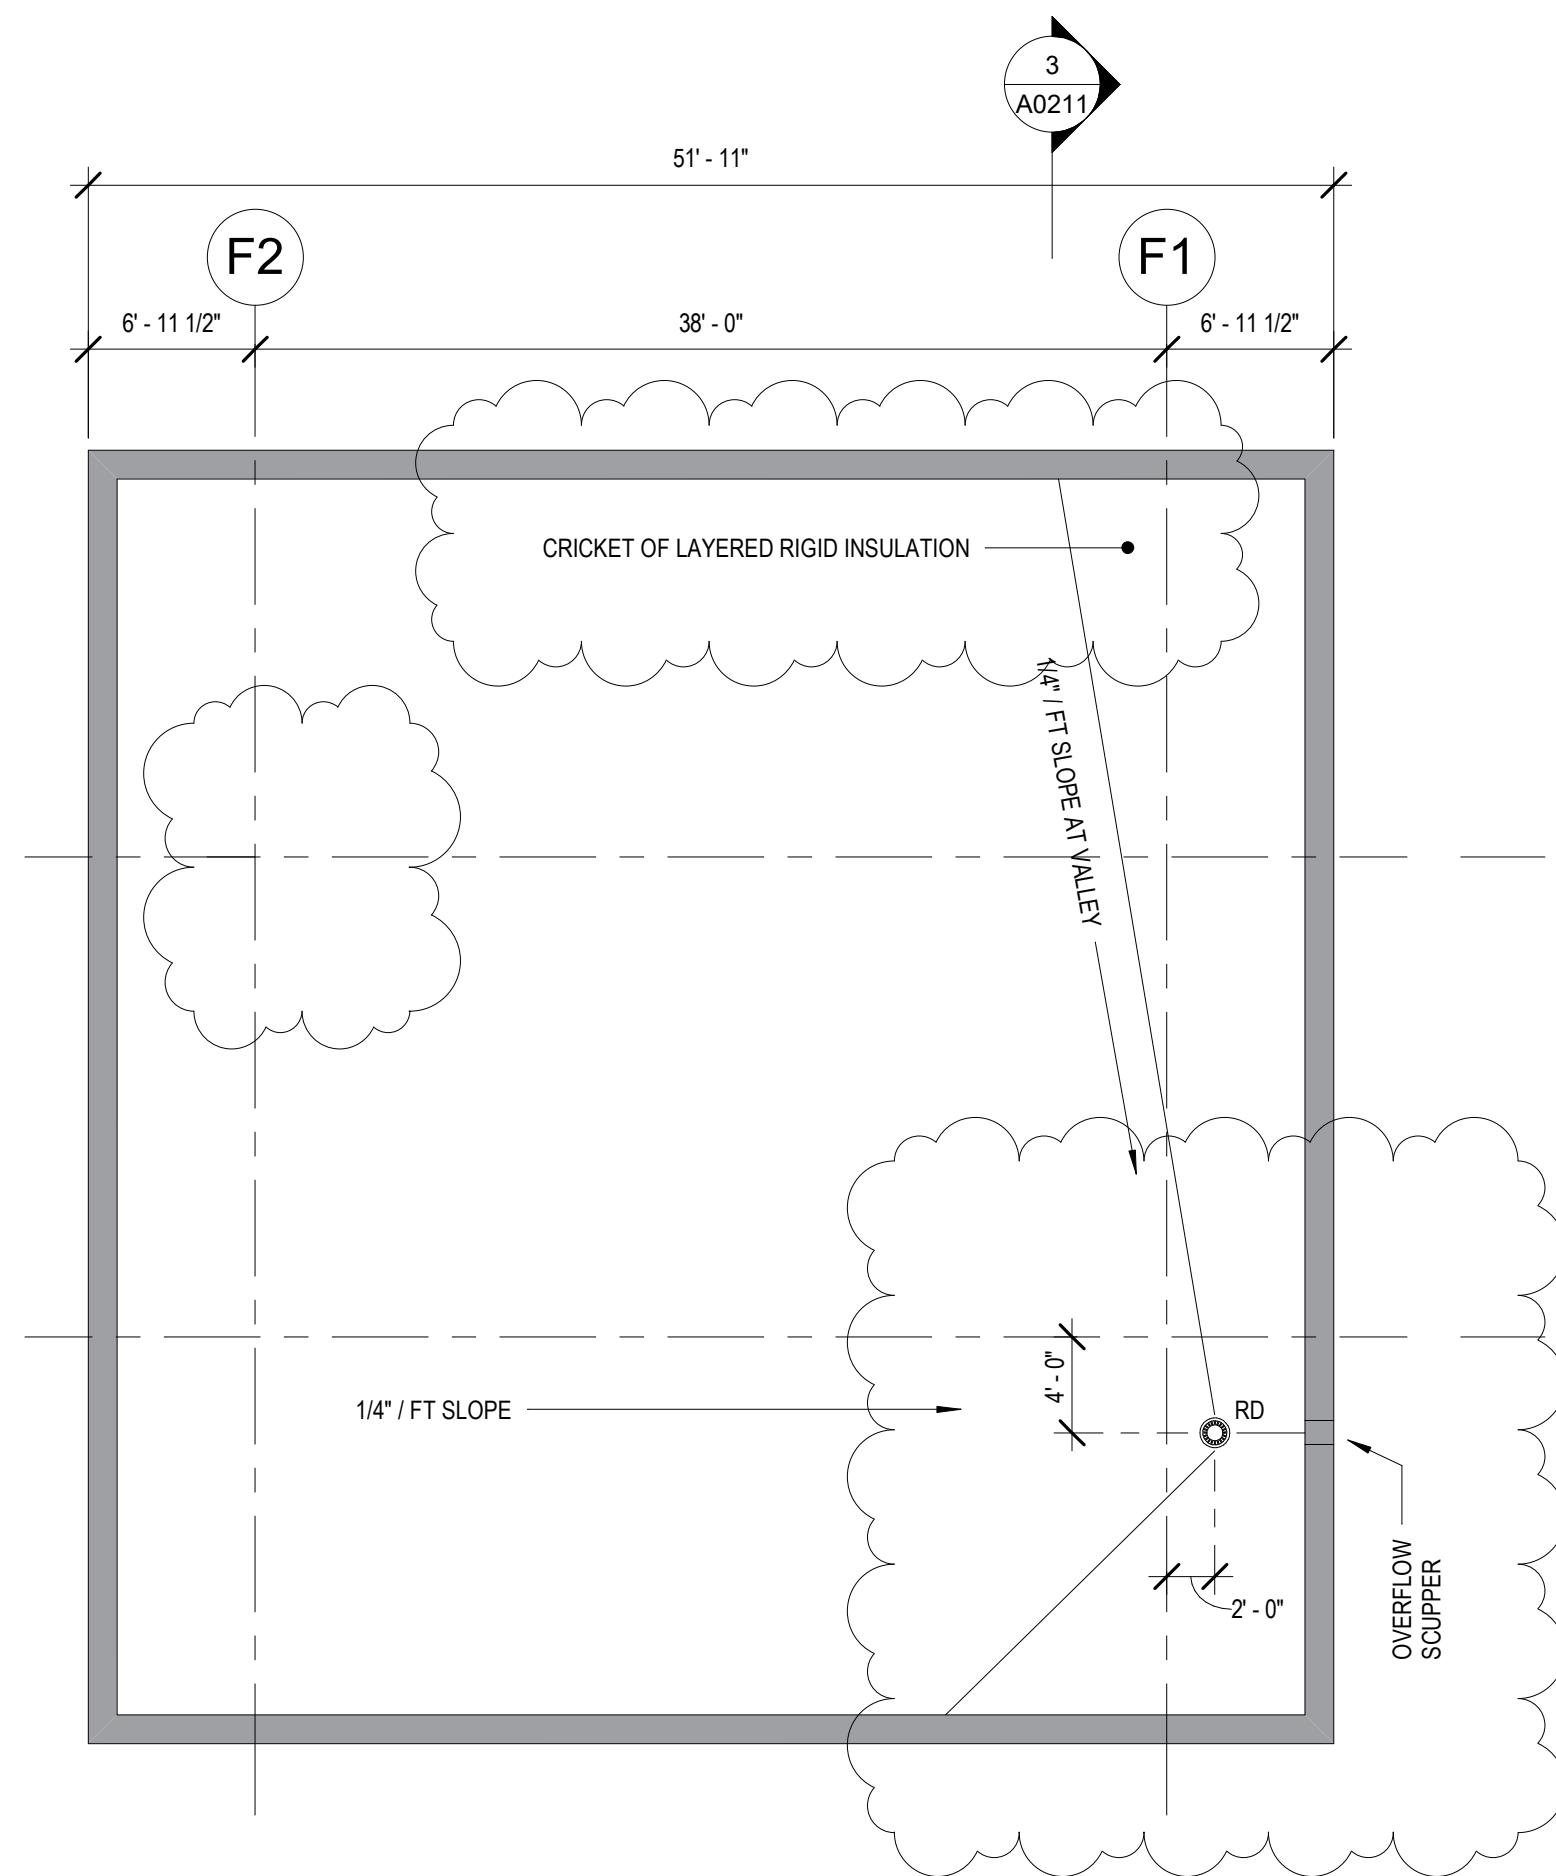 3
A0211
51' - 11"
F2
F1
6' - 11 1/2"
38' - 0"
6' - 11 1/2"
CRICKET OF LAYERED RIGID INSULATION
1/4" / FT SLOPE AT VALLEY
4' - 0"
1/4" / FT SLOPE
RD
2' - 0"
OVERFLOW
SCUPPER